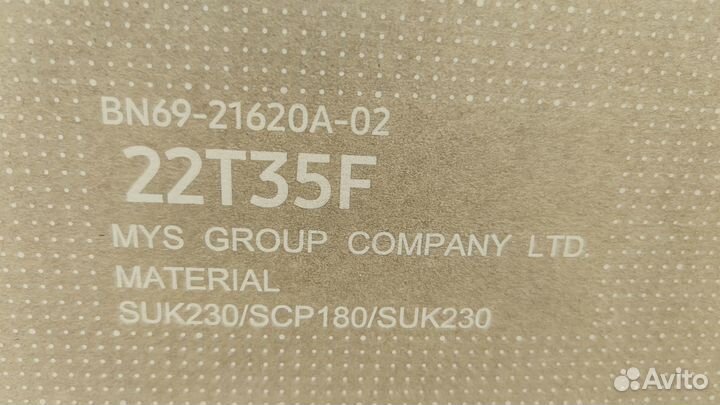 BN69-21620A-02
22T35F
MYS GROUP COMPANY LTD.
MATERIAL
SUK230/SCP180/SUK230
Avito